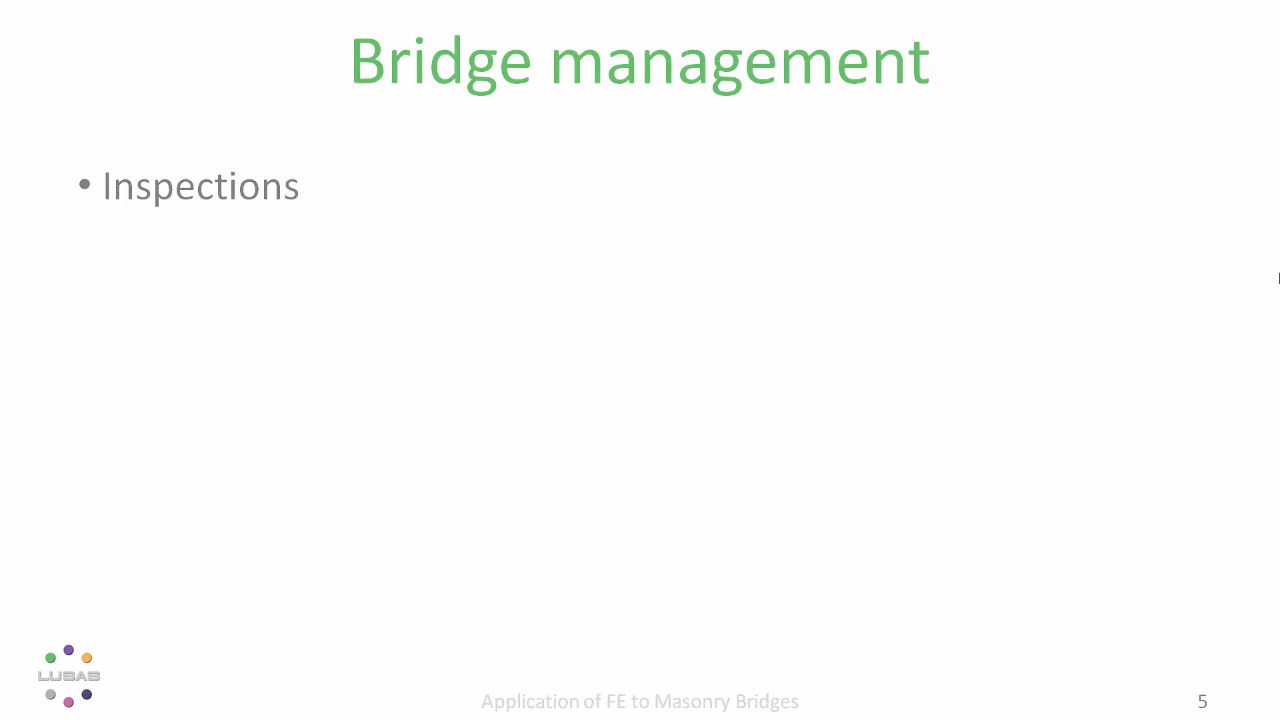 Bridge management
• Inspections
LUSAS
Application of FE to Masonry Bridges
5